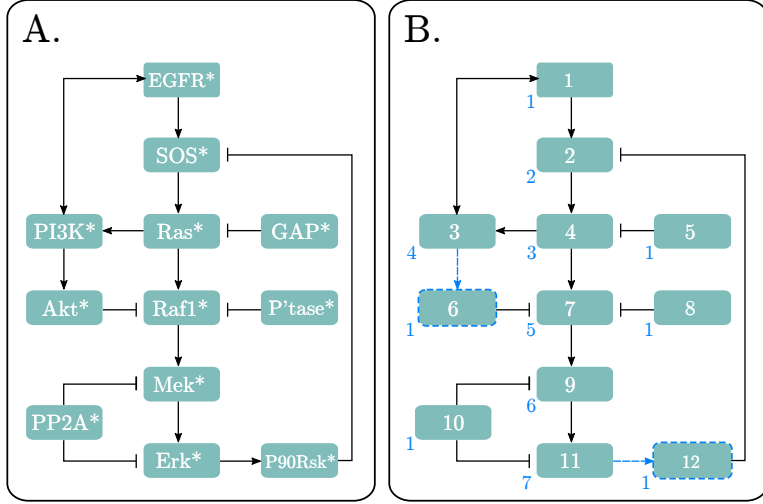 A.
EGFR*
SOS*
PI3K*
Ras*
GAP*
Akt*
Raf1*
P'tase*
Mek*
PP2A*
Erk*
P90Rsk*
B.
1
1
2
2
3
4
5
4
3
1
6
7
8
1
5
1
9
6
10
1
11
12
7
1